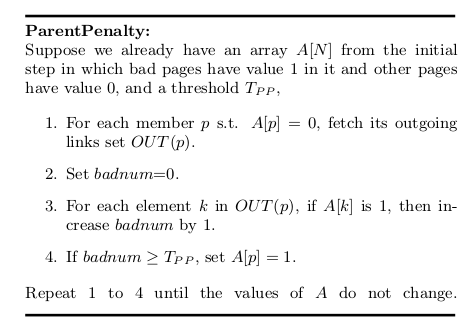 ParentPenalty:
Suppose we already have an array A[N] from the initial
step in which bad pages have value 1 in it and other pages
have value 0, and a threshold T_{PP},
1. For each member p s.t. A[p] = 0, fetch its outgoing
links set OUT(p).
2. Set badnum=0.
3. For each element k in OUT(p), if A[k] is 1, then in-
crease badnum by 1.
4. If badnum ≥ T_{PP}, set A[p] = 1.
Repeat 1 to 4 until the values of A do not change.